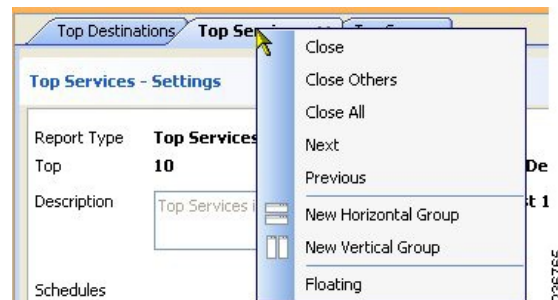 Top Destinations Top
Close
Top Services - Settings
Close Others
Close All
Report Type Top Services
Next
Top 10
Previous
Description Top Services
New Horizontal Group
New Vertical Group
Schedules
Floating